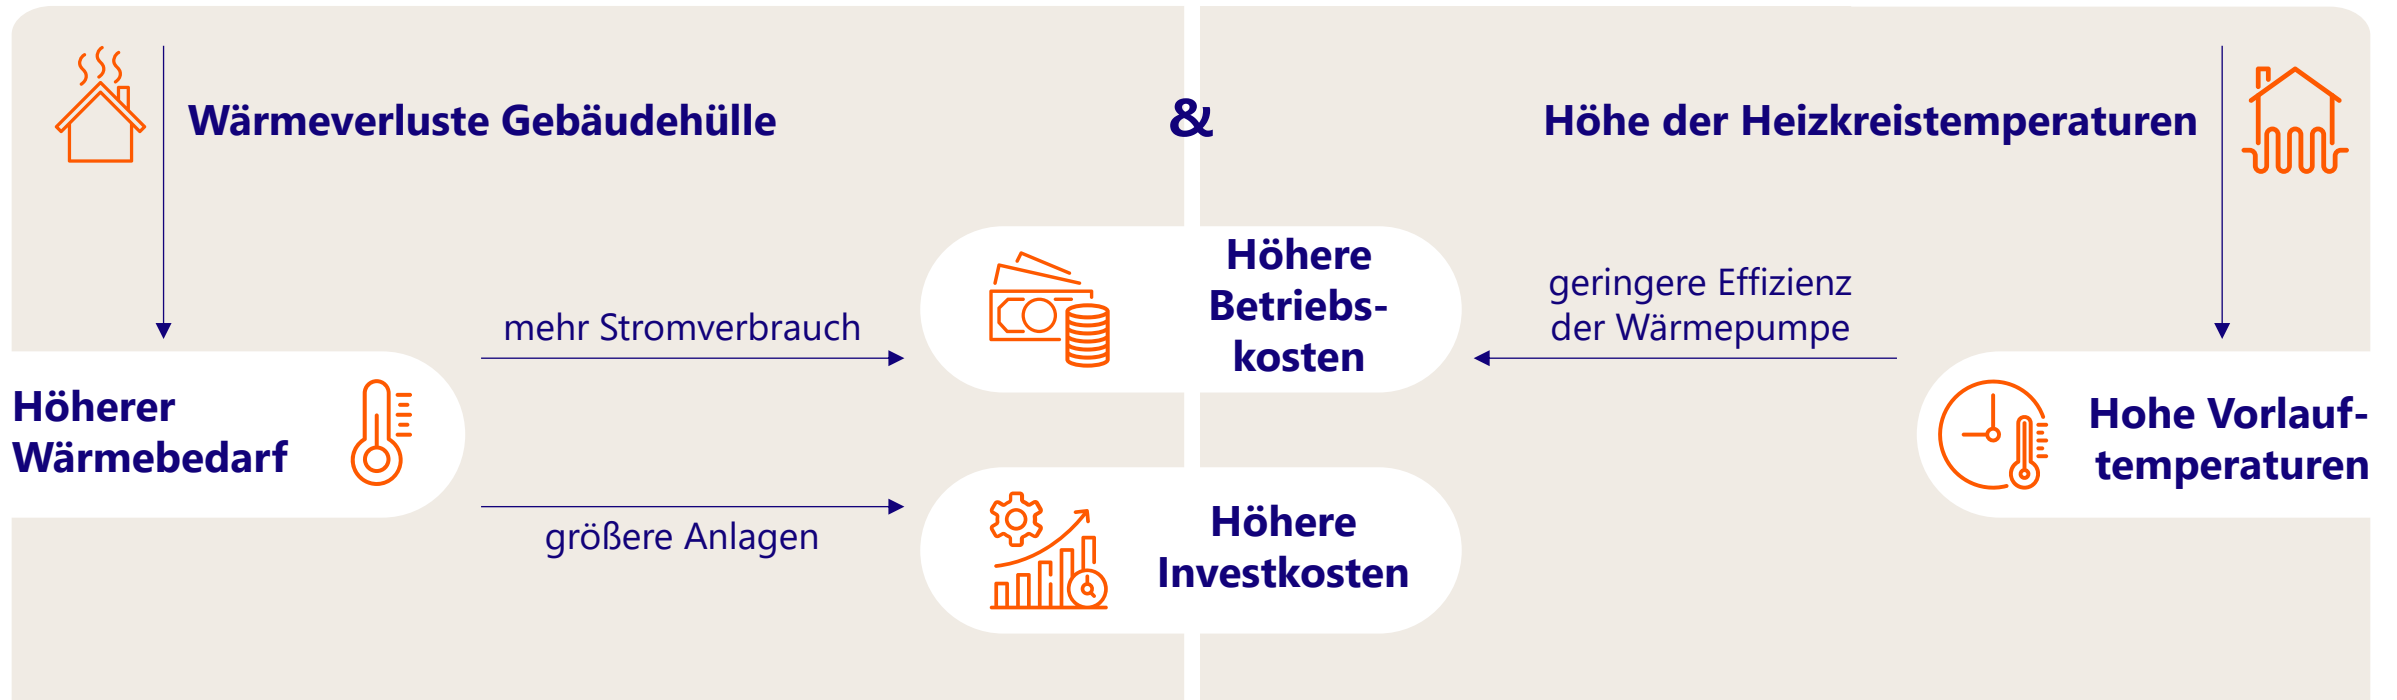 Wärmeverluste Gebäudehülle
&
Höhe der Heizkreistemperaturen
Höherer
Wärmebedarf
mehr Stromverbrauch
größere Anlagen
Höhere
Betriebs-
kosten
Höhere
Investkosten
geringere Effizienz
der Wärmepumpe
Hohe Vorlauf-
temperaturen